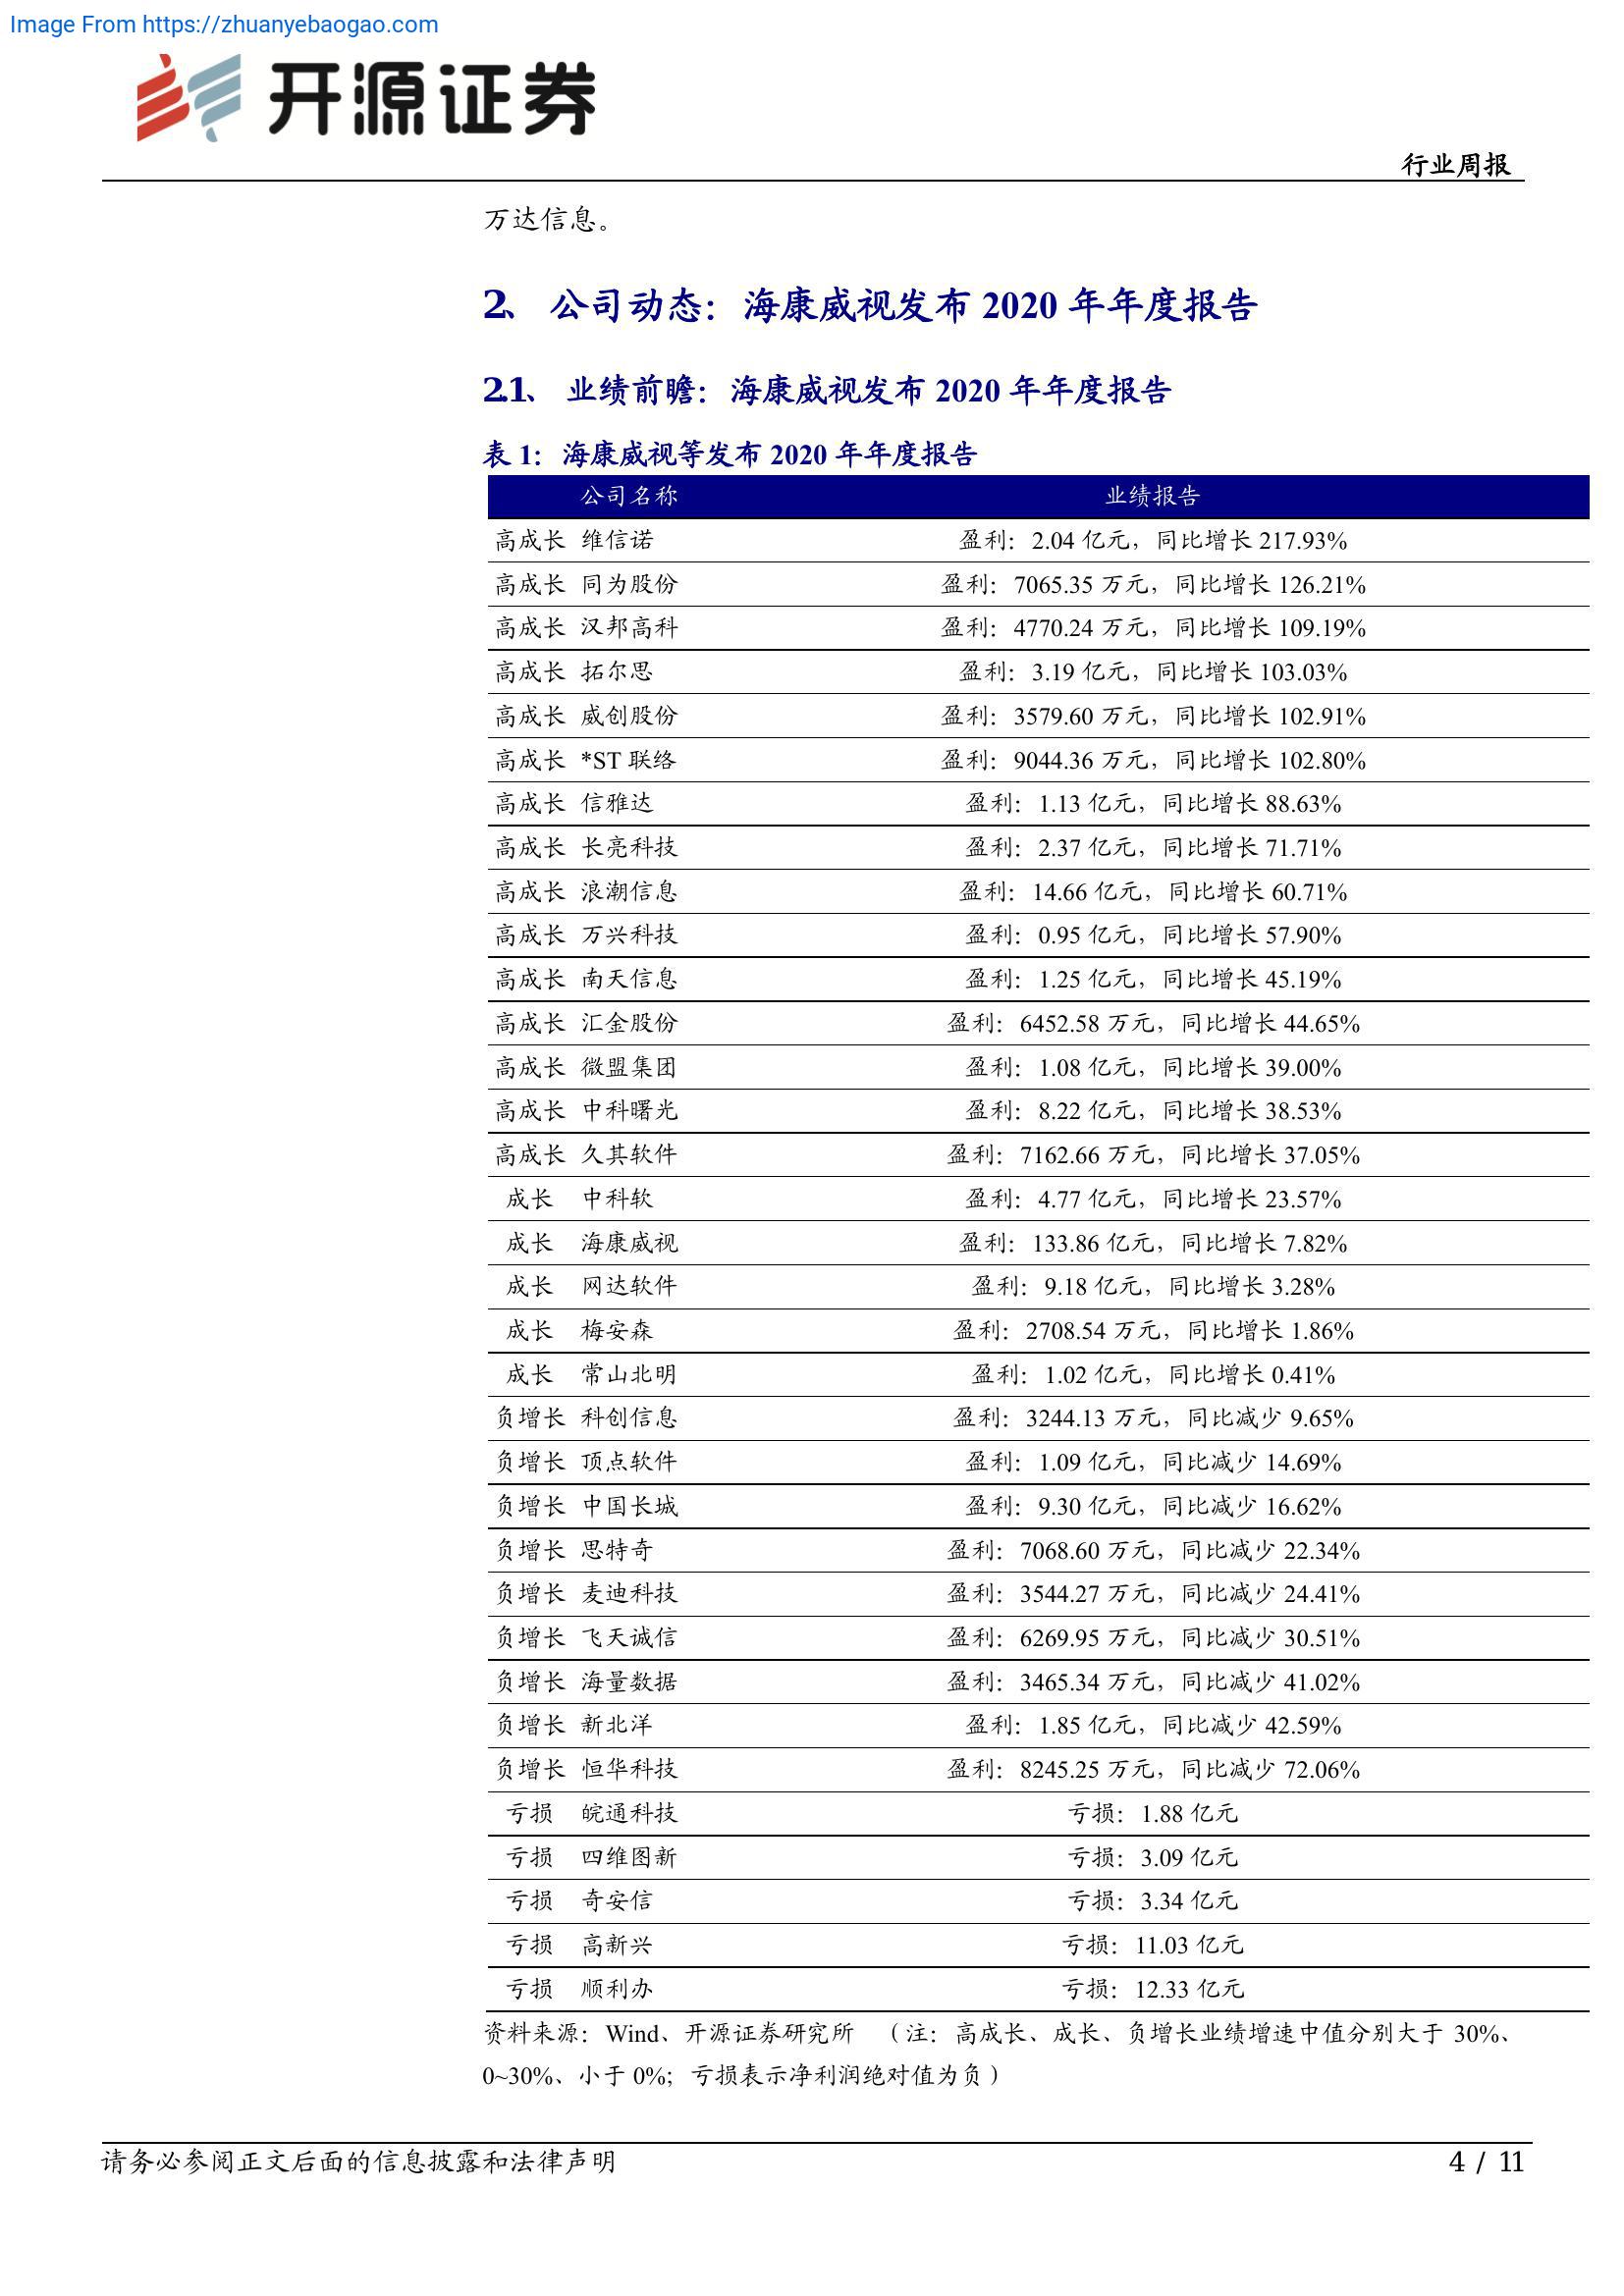 Image From https://zhuanyebaogao.com
开源证券
行业周报
万达信息。
2、 公司动态：海康威视发布 2020 年年度报告
2.1、 业绩前瞻：海康威视发布 2020 年年度报告
表 1：海康威视等发布 2020 年年度报告
公司名称 业绩报告
高成长 维信诺 盈利：2.04 亿元，同比增长 217.93%
高成长 同为股份 盈利：7065.35 万元，同比增长 126.21%
高成长 汉邦高科 盈利：4770.24 万元，同比增长 109.19%
高成长 拓尔思 盈利：3.19 亿元，同比增长 103.03%
高成长 威创股份 盈利：3579.60 万元，同比增长 102.91%
高成长 *ST 联络 盈利：9044.36 万元，同比增长 102.80%
高成长 信雅达 盈利：1.13 亿元，同比增长 88.63%
高成长 长亮科技 盈利：2.37 亿元，同比增长 71.71%
高成长 浪潮信息 盈利：14.66 亿元，同比增长 60.71%
高成长 万兴科技 盈利：0.95 亿元，同比增长 57.90%
高成长 南天信息 盈利：1.25 亿元，同比增长 45.19%
高成长 汇金股份 盈利：6452.58 万元，同比增长 44.65%
高成长 微盟集团 盈利：1.08 亿元，同比增长 39.00%
高成长 中科曙光 盈利：8.22 亿元，同比增长 38.53%
高成长 久其软件 盈利：7162.66 万元，同比增长 37.05%
成长 中科软 盈利：4.77 亿元，同比增长 23.57%
成长 海康威视 盈利：133.86 亿元，同比增长 7.82%
成长 网达软件 盈利：9.18 亿元，同比增长 3.28%
成长 梅安森 盈利：2708.54 万元，同比增长 1.86%
成长 常山北明 盈利：1.02 亿元，同比增长 0.41%
负增长 科创信息 盈利：3244.13 万元，同比减少 9.65%
负增长 顶点软件 盈利：1.09 亿元，同比减少 14.69%
负增长 中国长城 盈利：9.30 亿元，同比减少 16.62%
负增长 思特奇 盈利：7068.60 万元，同比减少 22.34%
负增长 麦迪科技 盈利：3544.27 万元，同比减少 24.41%
负增长 飞天诚信 盈利：6269.95 万元，同比减少 30.51%
负增长 海量数据 盈利：3465.34 万元，同比减少 41.02%
负增长 新北洋 盈利：1.85 亿元，同比减少 42.59%
负增长 恒华科技 盈利：8245.25 万元，同比减少 72.06%
亏损 皖通科技 亏损：1.88 亿元
亏损 四维图新 亏损：3.09 亿元
亏损 奇安信 亏损：3.34 亿元
亏损 高新兴 亏损：11.03 亿元
亏损 顺利办 亏损：12.33 亿元
资料来源：Wind、开源证券研究所 （注：高成长、成长、负增长业绩增速中值分别大于 30%、
0~30%、小于 0%；亏损表示净利润绝对值为负）
请务必参阅正文后面的信息披露和法律声明 4 / 11